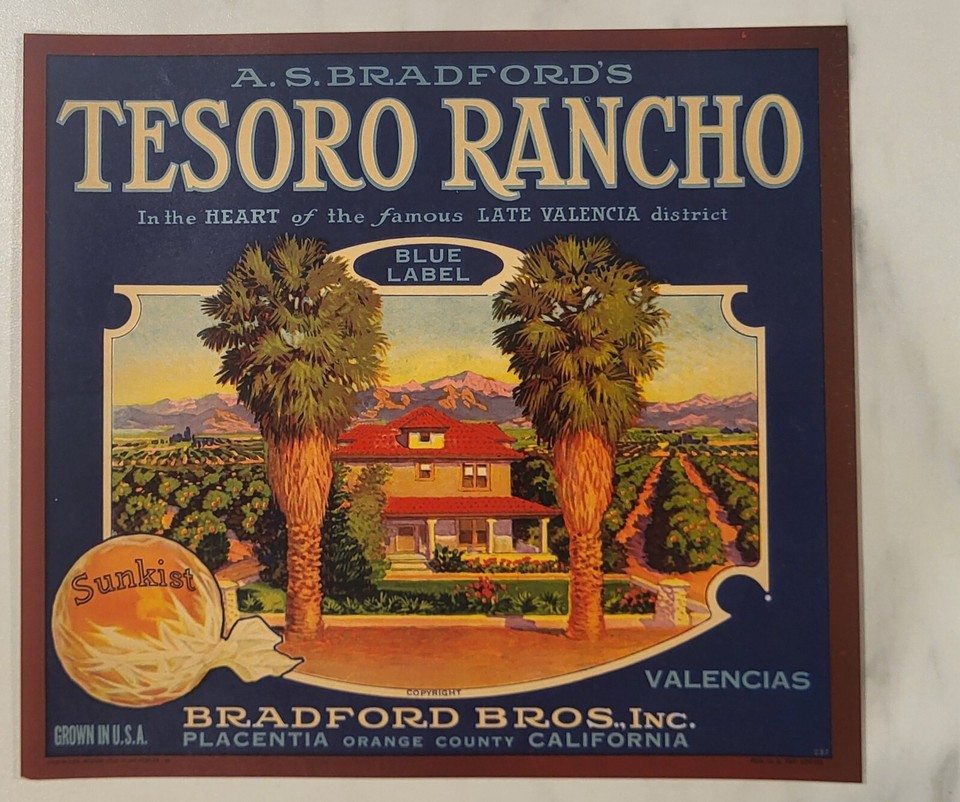 A. S. BRADFORD'S
TESORO RANCHO
In the HEART of the famous LATE VALENCIA district
BLUE
LABEL
Sunkist
COPYRIGHT
VALENCIAS
BRADFORD BROS., INC.
GROWN IN U.S.A.
PLACENTIA ORANGE COUNTY CALIFORNIA